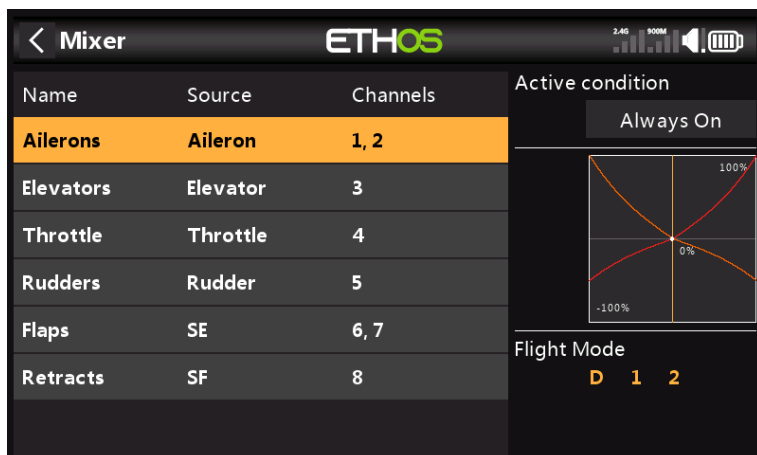 Mixer ETHOS 2.4G 900M
Name Source Channels
Ailerons Aileron 1, 2
Elevators Elevator 3
Throttle Throttle 4
Rudders Rudder 5
Flaps SE 6, 7
Retracts SF 8
Active condition
Always On
100%
0%
-100%
Flight Mode
D 1 2